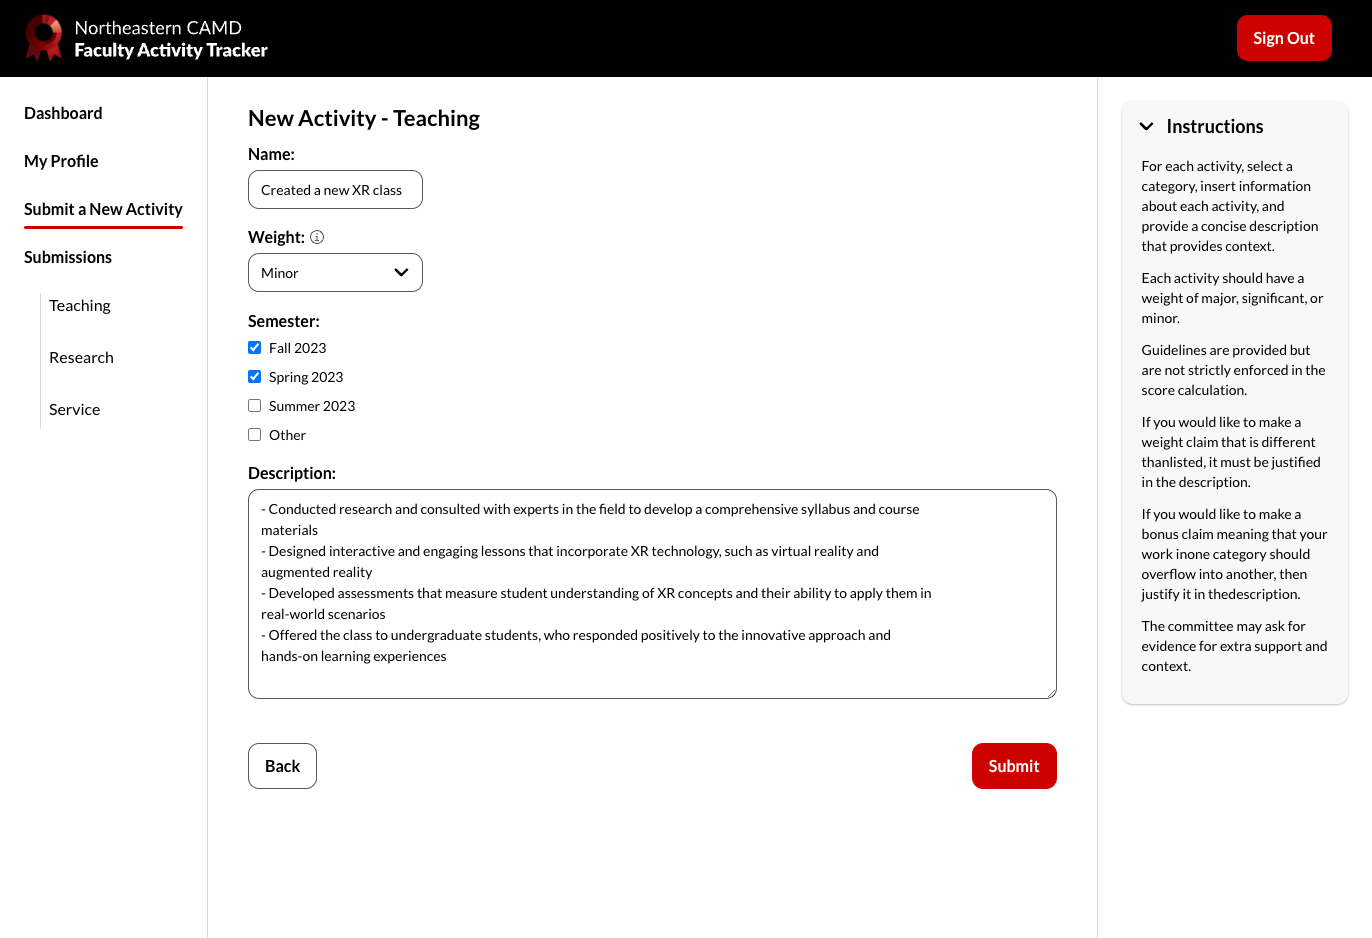 Northeastern CAMD
Faculty Activity Tracker
Sign Out
Dashboard
My Profile
Submit a New Activity
Submissions
Teaching
Research
Service
New Activity - Teaching
Name:
Created a new XR class
Weight:
Minor
Semester:
Fall 2023
Spring 2023
Summer 2023
Other
Description:
- Conducted research and consulted with experts in the field to develop a comprehensive syllabus and course
materials
- Designed interactive and engaging lessons that incorporate XR technology, such as virtual reality and
augmented reality
- Developed assessments that measure student understanding of XR concepts and their ability to apply them in
real-world scenarios
- Offered the class to undergraduate students, who responded positively to the innovative approach and
hands-on learning experiences
Back
Submit
Instructions
For each activity, select a
category, insert information
about each activity, and
provide a concise description
that provides context.
Each activity should have a
weight of major, significant, or
minor.
Guidelines are provided but
are not strictly enforced in the
score calculation.
If you would like to make a
weight claim that is different
thanlisted, it must be justified
in the description.
If you would like to make a
bonus claim meaning that your
work inone category should
overflow into another, then
justify it in thedescription.
The committee may ask for
evidence for extra support and
context.